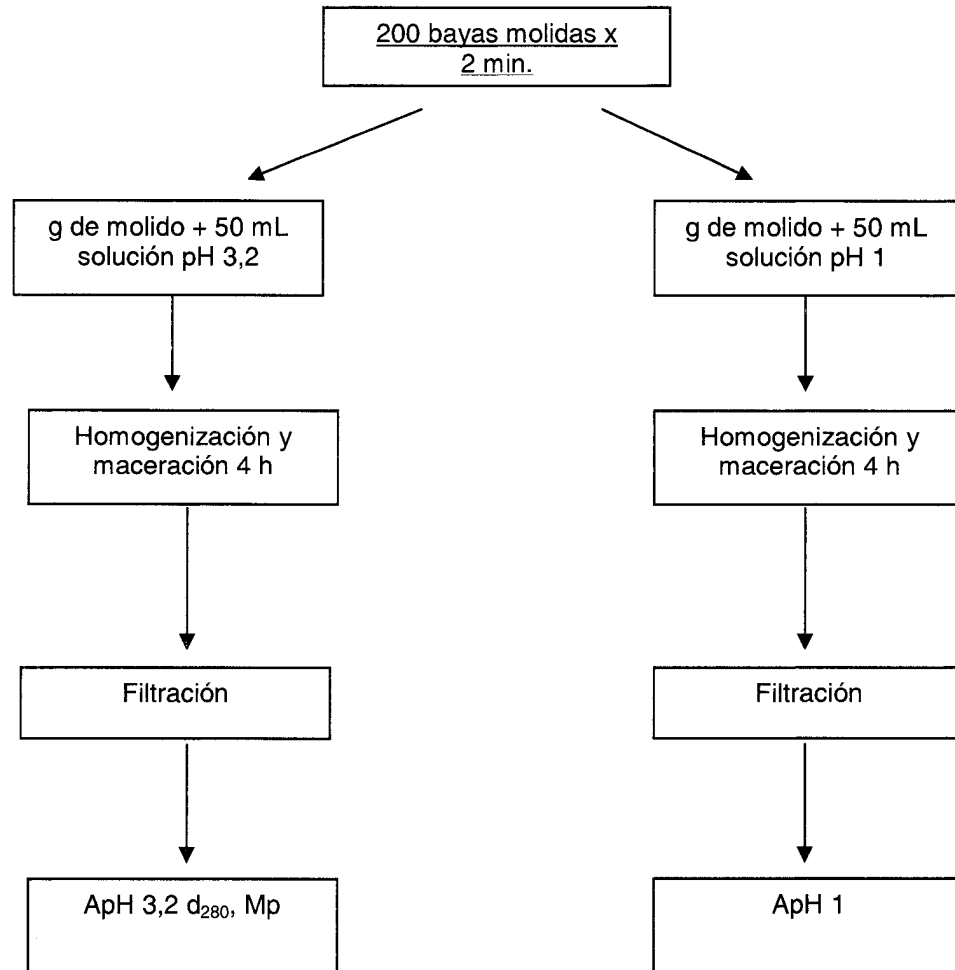 200 bayas molidas x
2 min.
g de molido + 50 mL
solución pH 3,2
g de molido + 50 mL
solución pH 1
Homogenización y
maceración 4 h
Homogenización y
maceración 4 h
Filtración
Filtración
ApH 3,2 d₂₈₀, Mp
ApH 1